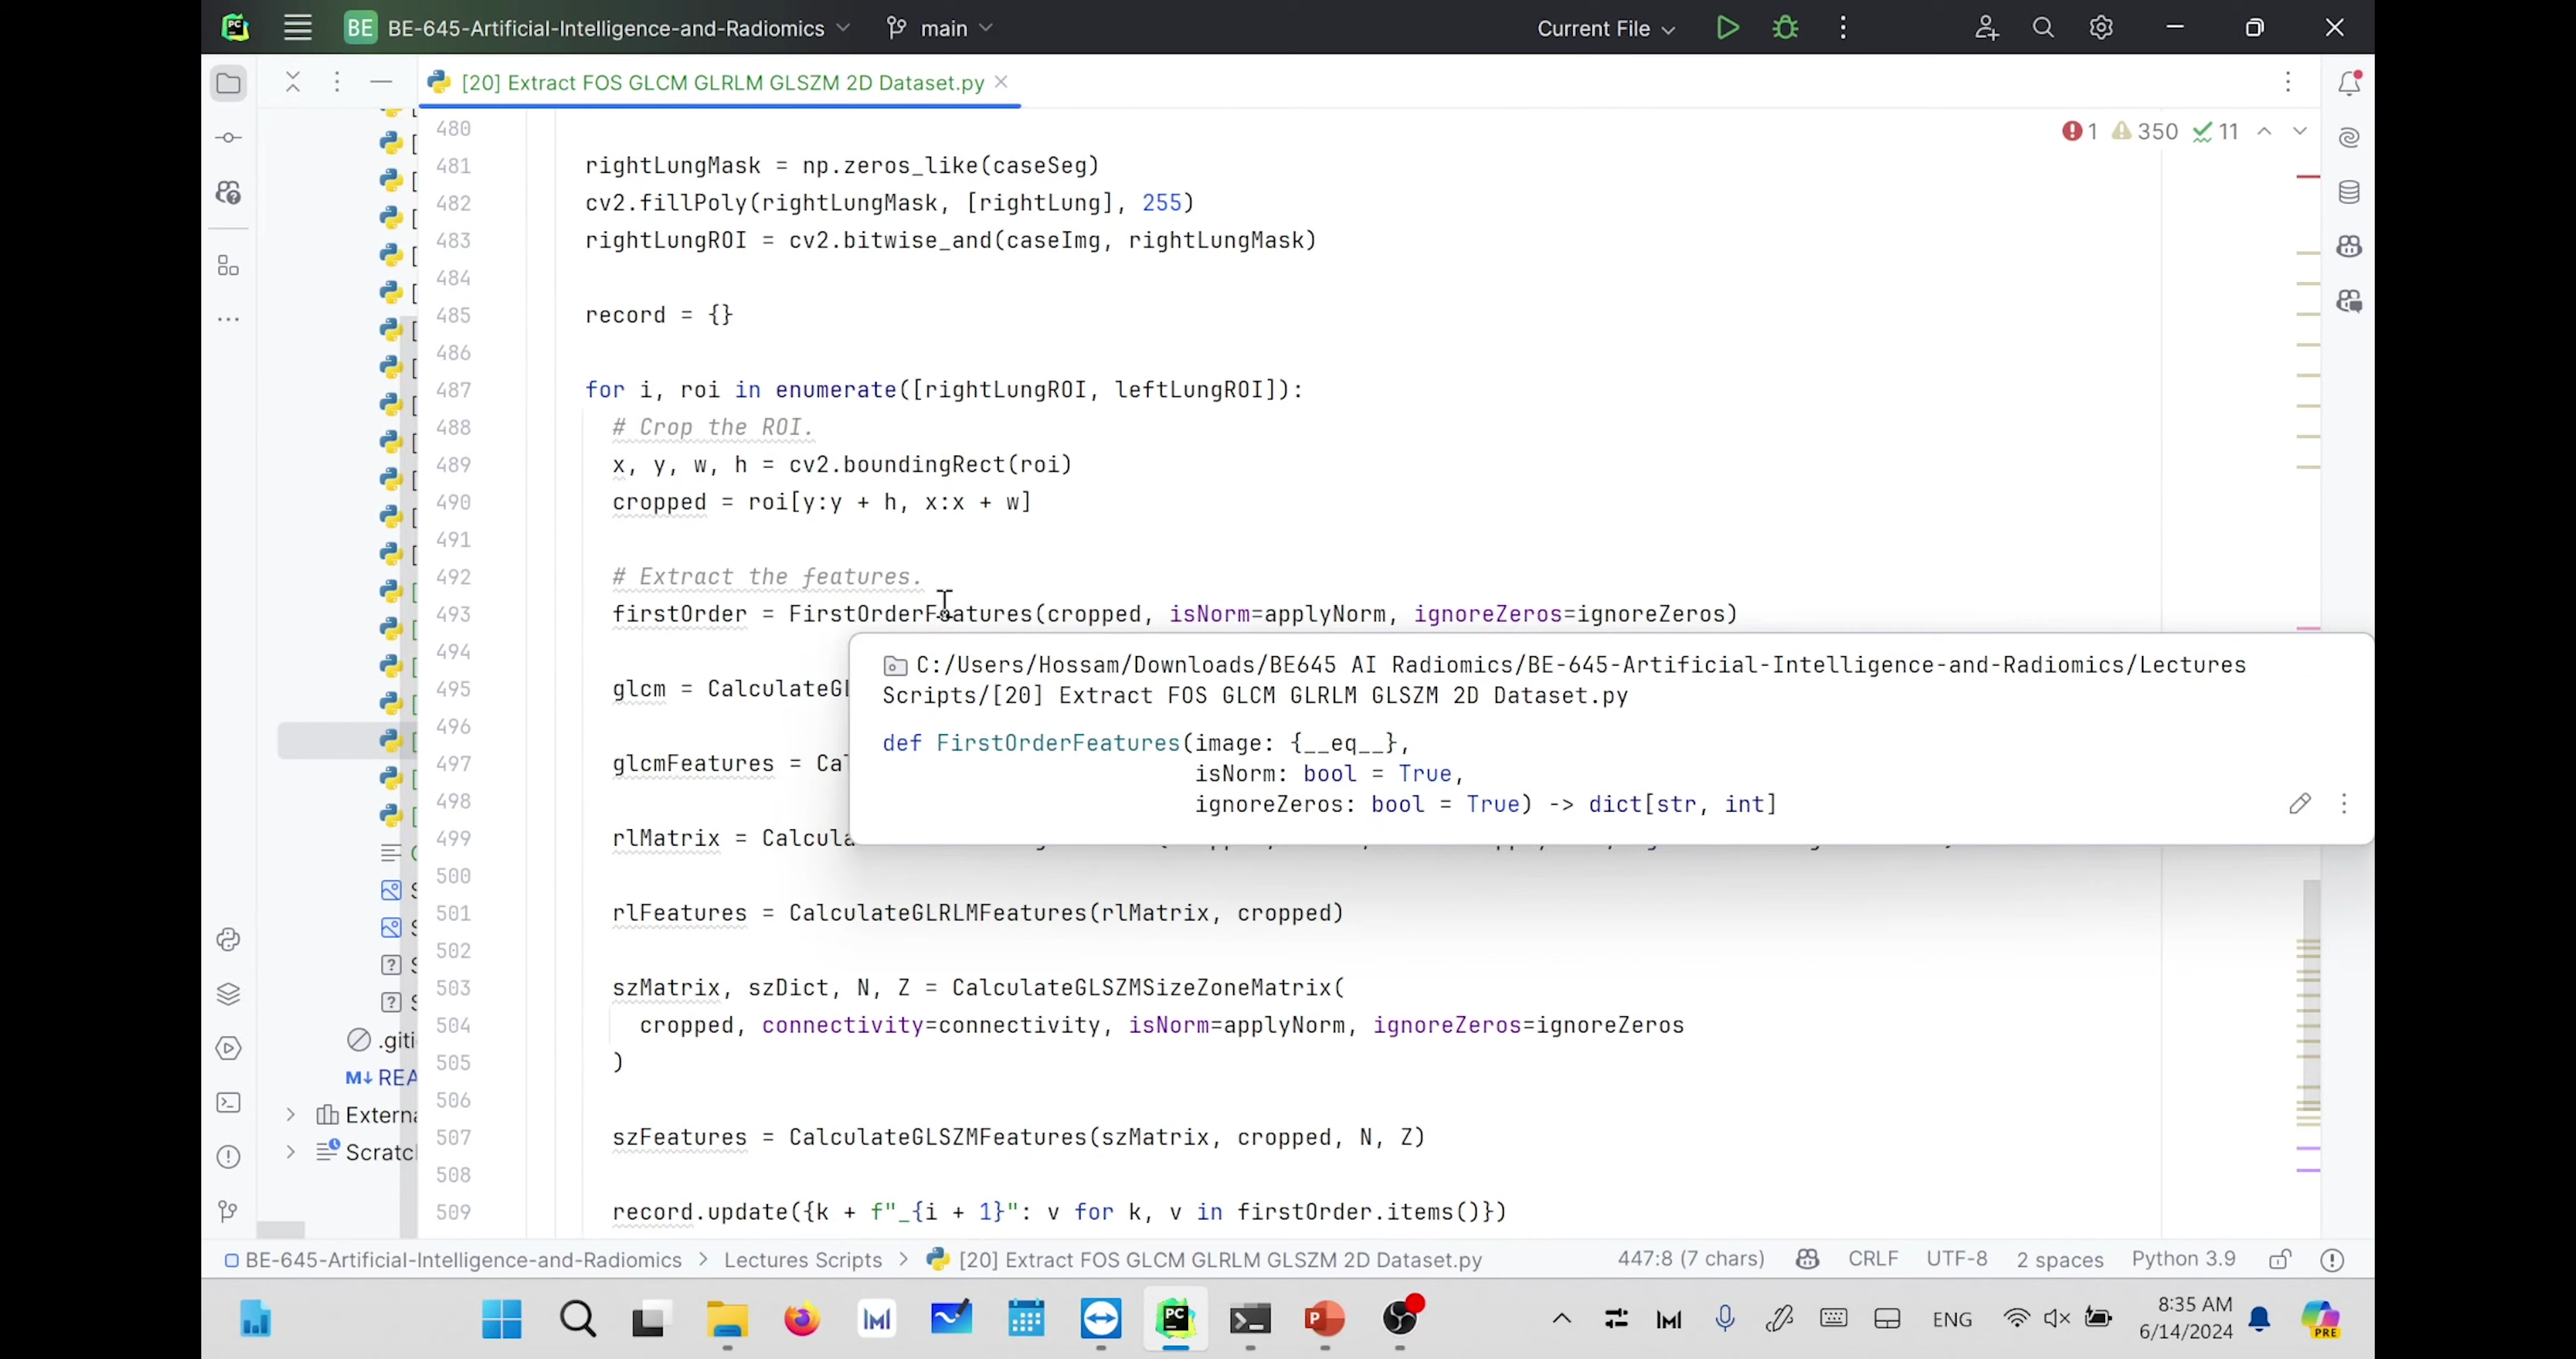 BE BE-645-Artificial-Intelligence-and-Radiomics main Current File
[20] Extract FOS GLCM GLRLM GLSZM 2D Dataset.py
1 350 11
480
481 rightLungMask = np.zeros_like(caseSeg)
482 cv2.fillPoly(rightLungMask, [rightLung], 255)
483 rightLungROI = cv2.bitwise_and(caseImg, rightLungMask)
484
485 record = {}
486
487 for i, roi in enumerate([rightLungROI, leftLungROI]):
488 # Crop the ROI.
489 x, y, w, h = cv2.boundingRect(roi)
490 cropped = roi[y:y + h, x:x + w]
491
492 # Extract the features.
493 firstOrder = FirstOrderFeatures(cropped, isNorm=applyNorm, ignoreZeros=ignoreZeros)
494
C:/Users/Hossam/Downloads/BE645 AI Radiomics/BE-645-Artificial-Intelligence-and-Radiomics/Lectures
Scripts/[20] Extract FOS GLCM GLRLM GLSZM 2D Dataset.py
def FirstOrderFeatures(image: {__eq__},
isNorm: bool = True,
ignoreZeros: bool = True) -> dict[str, int]
495 glcm = CalculateGL
496
497 glcmFeatures = Cal
498
499 rlMatrix = Calcula
500
501 rlFeatures = CalculateGLRLMFeatures(rlMatrix, cropped)
502
503 szMatrix, szDict, N, Z = CalculateGLSZMSizeZoneMatrix(
504 cropped, connectivity=connectivity, isNorm=applyNorm, ignoreZeros=ignoreZeros
505 )
506
507 szFeatures = CalculateGLSZMFeatures(szMatrix, cropped, N, Z)
508
509 record.update({k + f"_{i + 1}": v for k, v in firstOrder.items()})
.giti
M↓ REA
Externa
Scratch
BE-645-Artificial-Intelligence-and-Radiomics > Lectures Scripts > [20] Extract FOS GLCM GLRLM GLSZM 2D Dataset.py 447:8 (7 chars) CRLF UTF-8 2 spaces Python 3.9
ENG 8:35 AM
6/14/2024
PRE